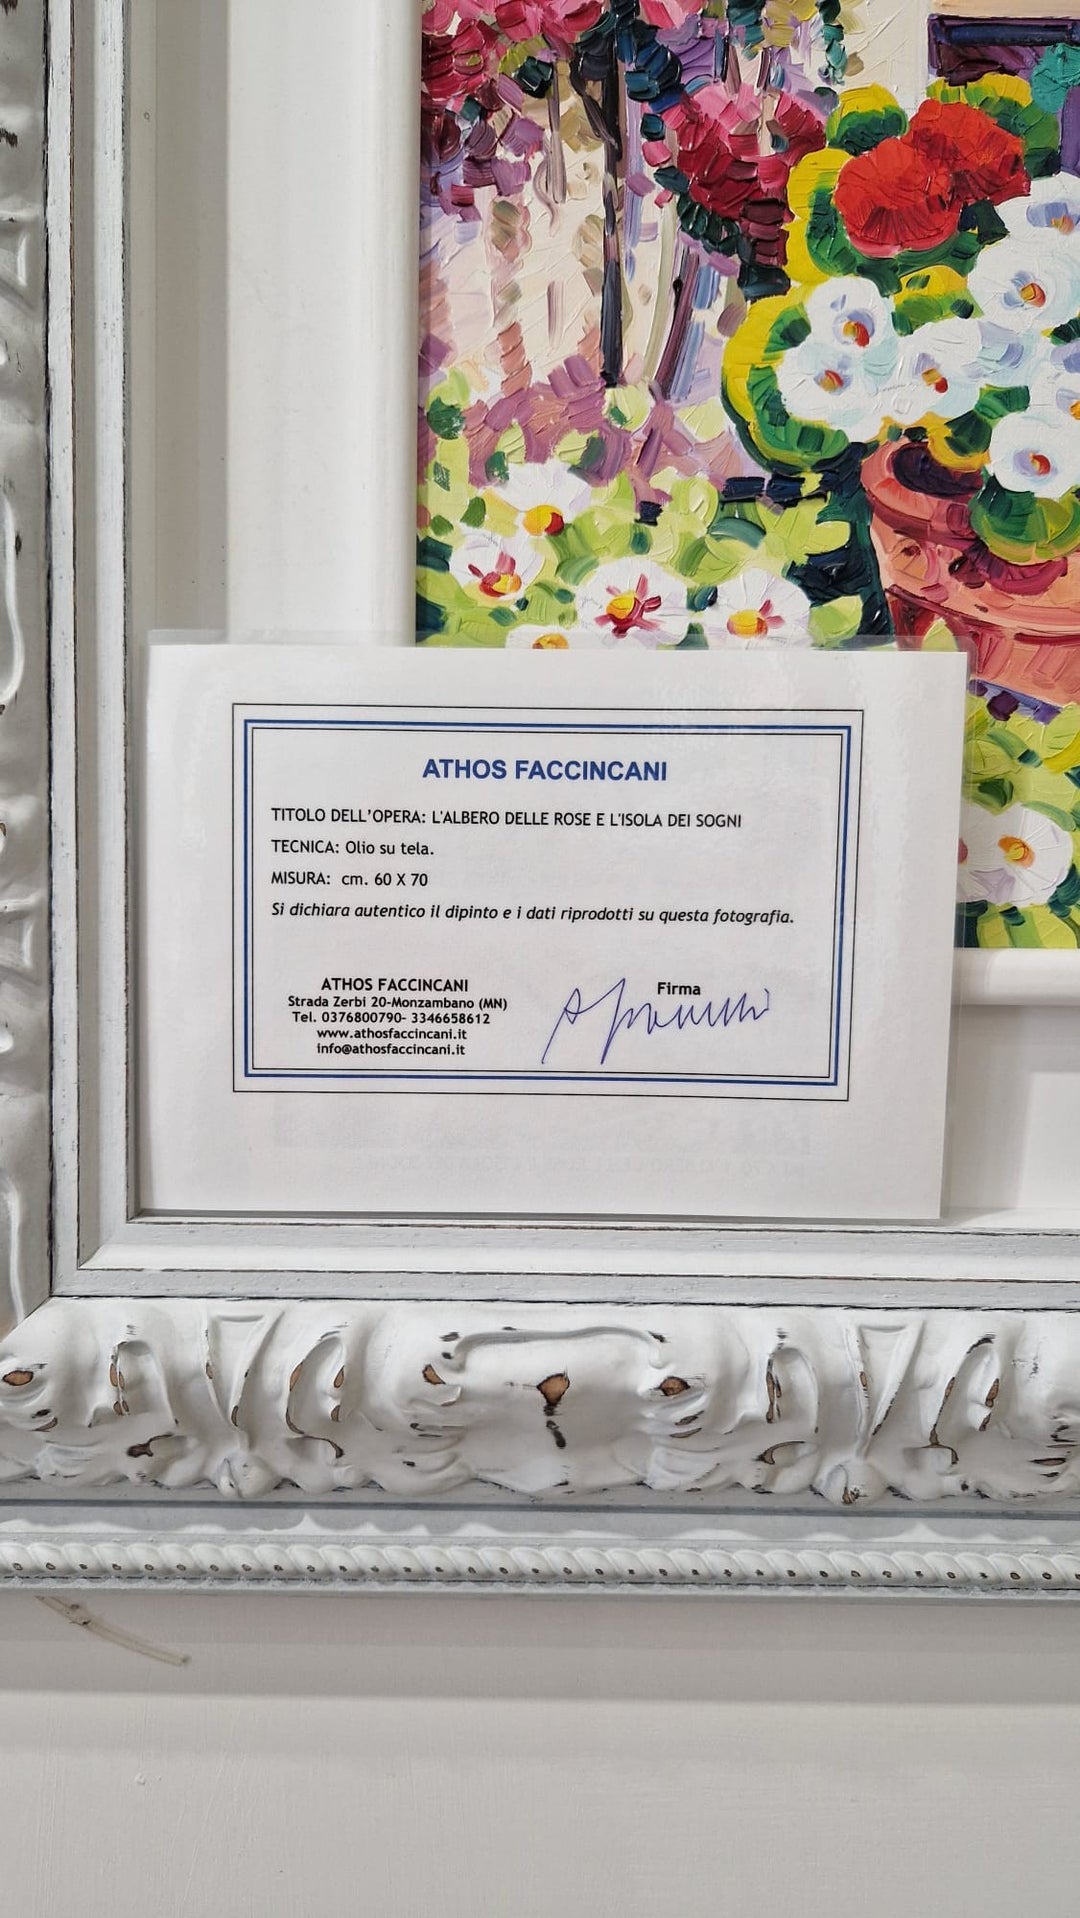 ATHOS FACCINCANI
TITOLO DELL'OPERA: L'ALBERO DELLE ROSE E L'ISOLA DEI SOGNI
TECNICA: Olio su tela.
MISURA: cm. 60 X 70
Si dichiara autentico il dipinto e i dati riprodotti su questa fotografia.
ATHOS FACCINCANI
Strada Zerbi 20-Monzambano (MN)
Tel. 0376800790- 3346658612
www.athosfaccincani.it
info@athosfaccincani.it
Firma